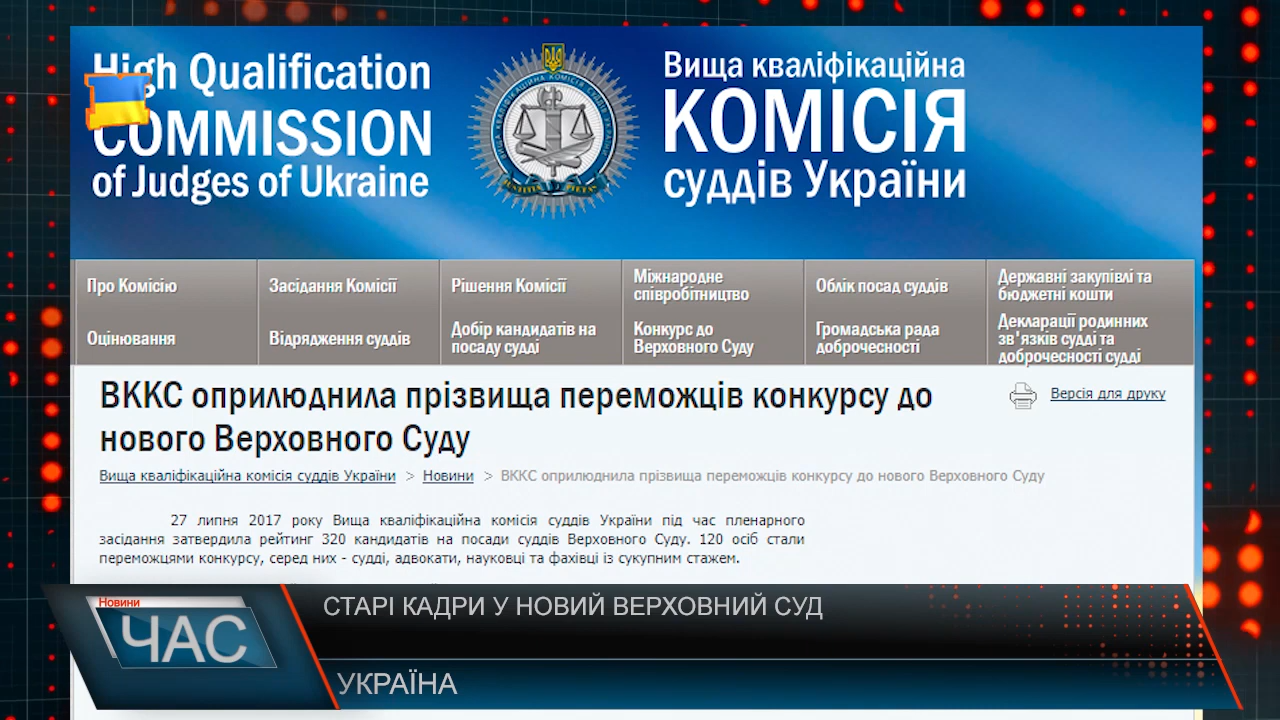 High Qualification
COMMISSION
of Judges of Ukraine
Вища кваліфікаційна
КОМІСІЯ
суддів України
Про Комісію
Засідання Комісії
Рішення Комісії
Міжнародне
співробітництво
Облік посад суддів
Державні закупівлі та
бюджетні кошти
Оцінювання
Відрядження суддів
Добір кандидатів на
посаду судді
Конкурс до
Верховного Суду
Громадська рада
доброчесності
Декларації родинних
зв'язків судді та
доброчесності судді
ВККС оприлюднила прізвища переможців конкурсу до
нового Верховного Суду
Версія для друку
Вища кваліфікаційна комісія суддів України > Новини > ВККС оприлюднила прізвища переможців конкурсу до нового Верховного Суду
27 липня 2017 року Вища кваліфікаційна комісія суддів України під час пленарного
засідання затвердила рейтинг 320 кандидатів на посади суддів Верховного Суду. 120 осіб стали
переможцями конкурсу, серед них - судді, адвокати, науковці та фахівці із сукупним стажем.
Новини
ЧАС
СТАРІ КАДРИ У НОВИЙ ВЕРХОВНИЙ СУД
УКРАЇНА